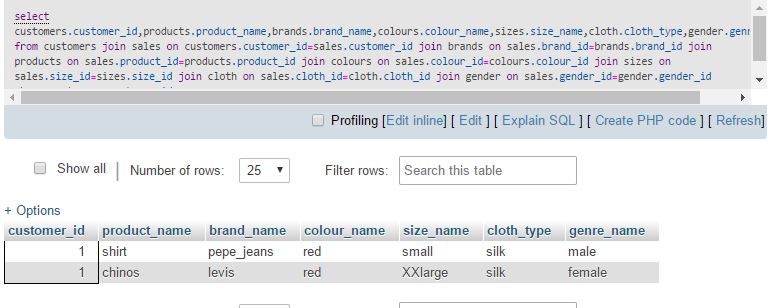 select
customers.customer_id,products.product_name,brands.brand_name,colours.colour_name,sizes.size_name,cloth.cloth_type,gender.genr
from customers join sales on customers.customer_id=sales.customer_id join brands on sales.brand_id=brands.brand_id join
products on sales.product_id=products.product_id join colours on sales.colour_id=colours.colour_id join sizes on
sales.size_id=sizes.size_id join cloth on sales.cloth_id=cloth.cloth_id join gender on sales.gender_id=gender.gender_id
Profiling [Edit inline] [ Edit ] [ Explain SQL ] [ Create PHP code ] [ Refresh]
Show all Number of rows: 25 Filter rows: Search this table
+ Options
customer_id product_name brand_name colour_name size_name cloth_type genre_name
1 shirt pepe_jeans red small silk male
1 chinos levis red XXlarge silk female